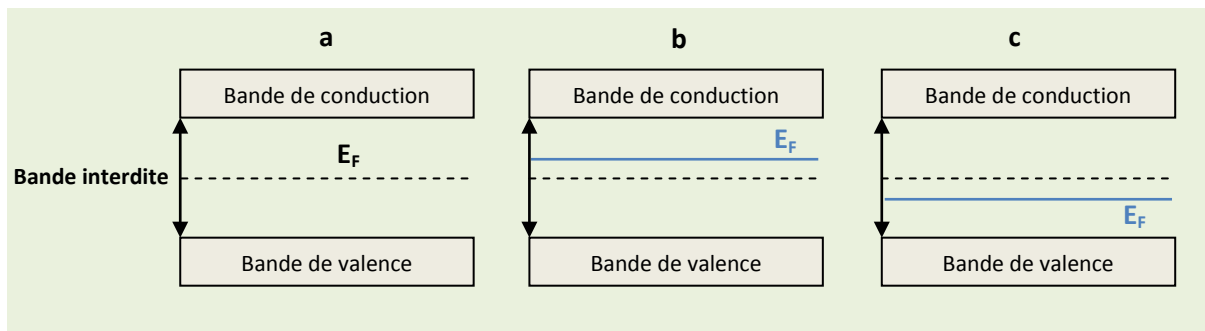 a
b
c
Bande de conduction
Bande de conduction
Bande de conduction
E_F
E_F
Bande interdite
E_F
Bande de valence
Bande de valence
Bande de valence